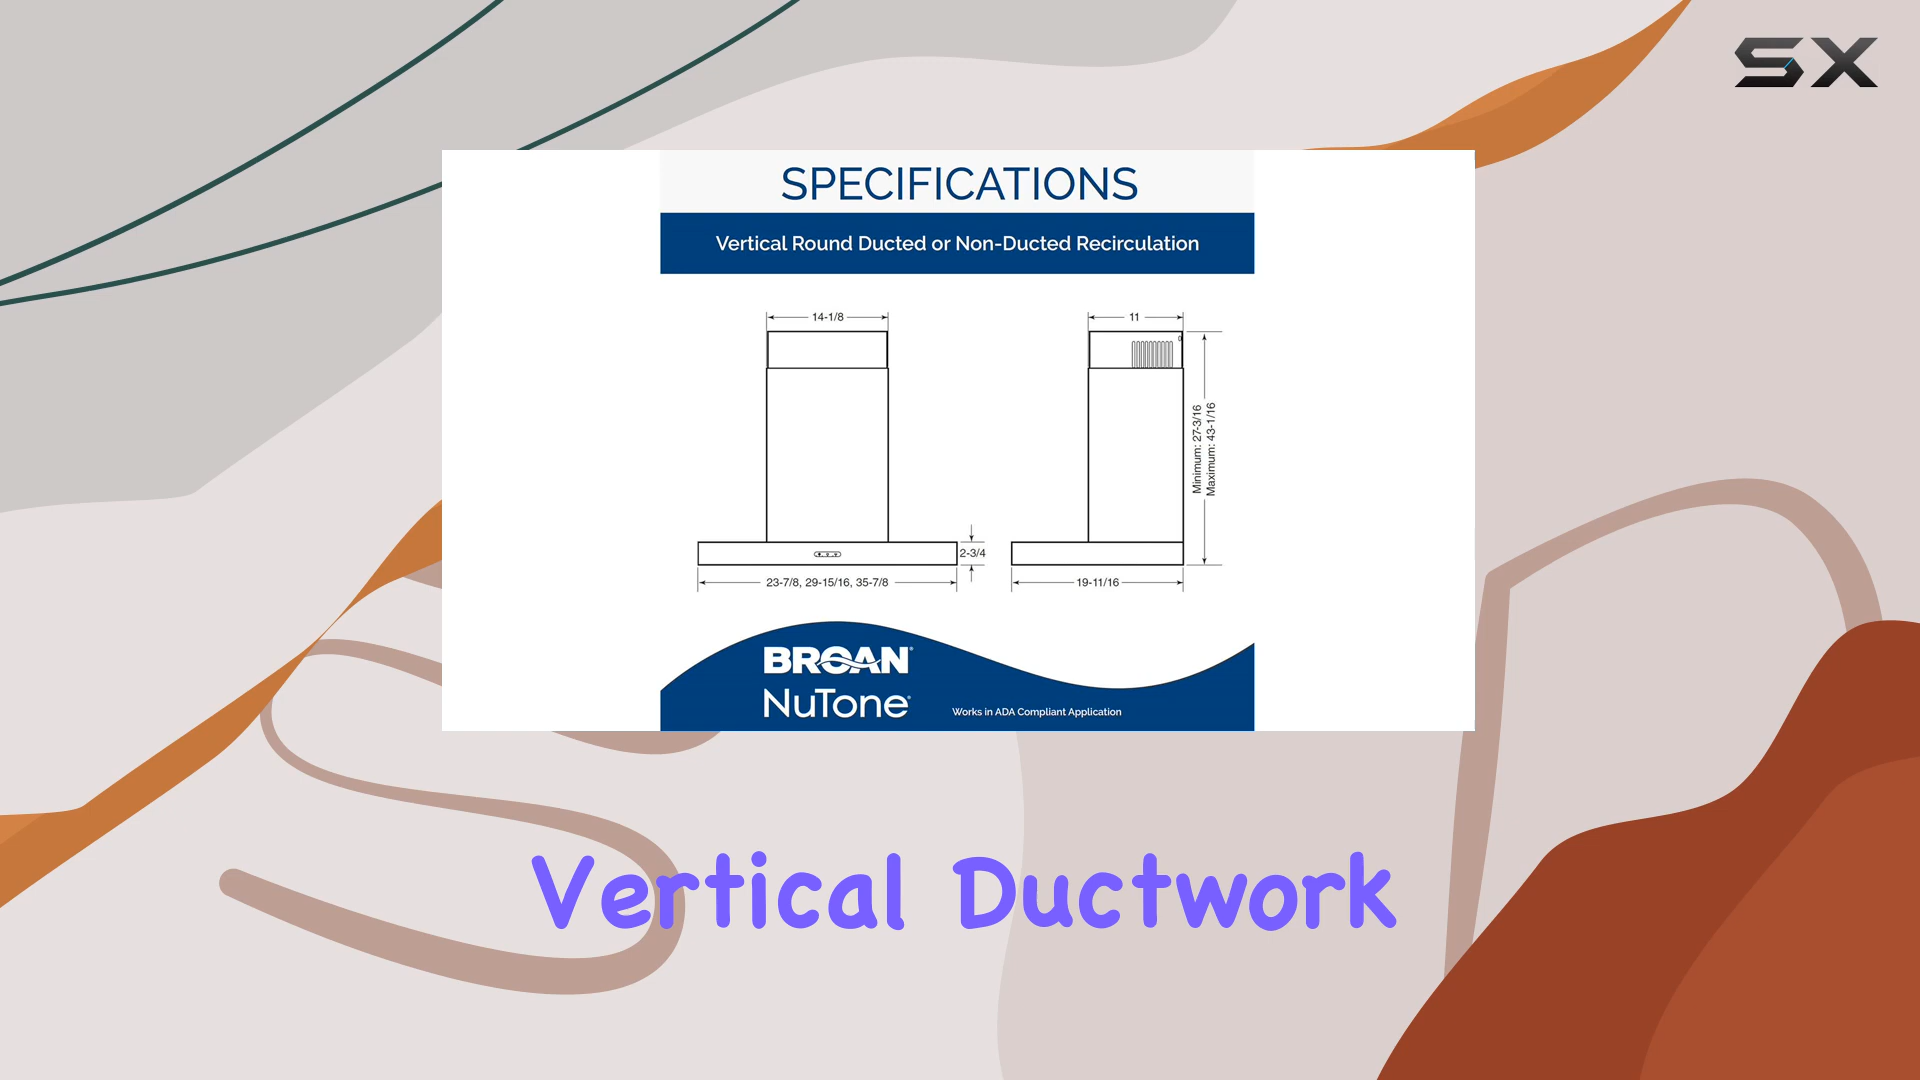 SX
SPECIFICATIONS
Vertical Round Ducted or Non-Ducted Recirculation
14-1/8
11
Minimum: 27-3/16
Maximum: 43-1/16
2-3/4
23-7/8, 29-15/16, 35-7/8
19-11/16
BROAN®
NuTone®
Works in ADA Compliant Application
Vertical Ductwork